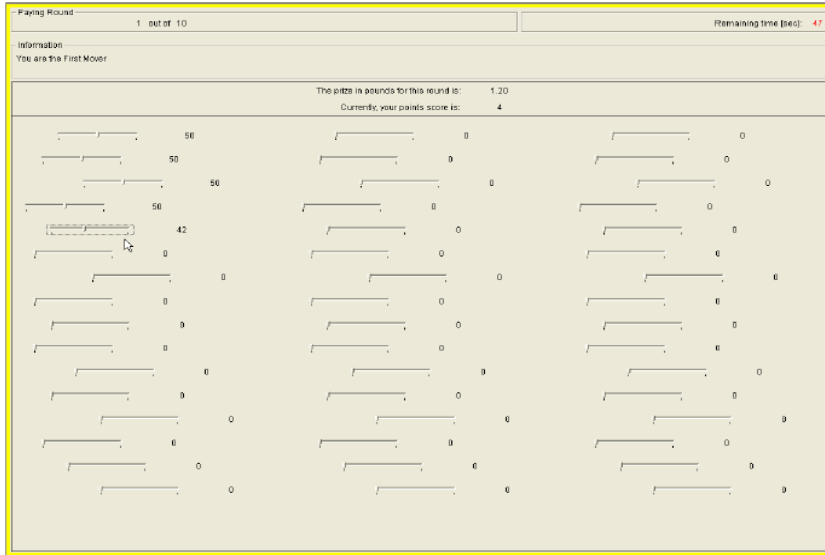 Paying Round
1 out of 10
Remaining time [sec]: 47
Information
You are the First Mover
The prize in pounds for this round is: 1.20
Currently, your points score is: 4
50 0 0
50 0 0
50 0 0
50 0 0
42 0 0
0 0 0
0 0 0
0 0 0
0 0 0
0 0 0
0 0 0
0 0 0
0 0 0
0 0 0
0 0 0
0 0 0